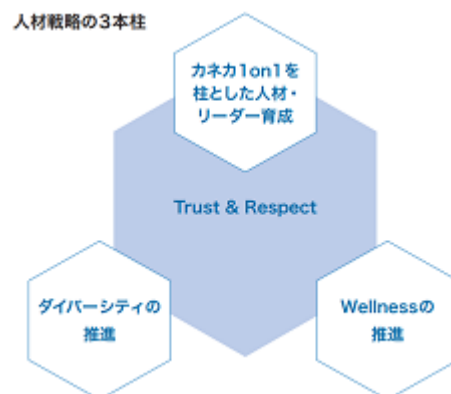 人材戦略の3本柱
カネカ1on1を
柱とした人材・
リーダー育成
Trust & Respect
ダイバーシティの
推進
Wellnessの
推進